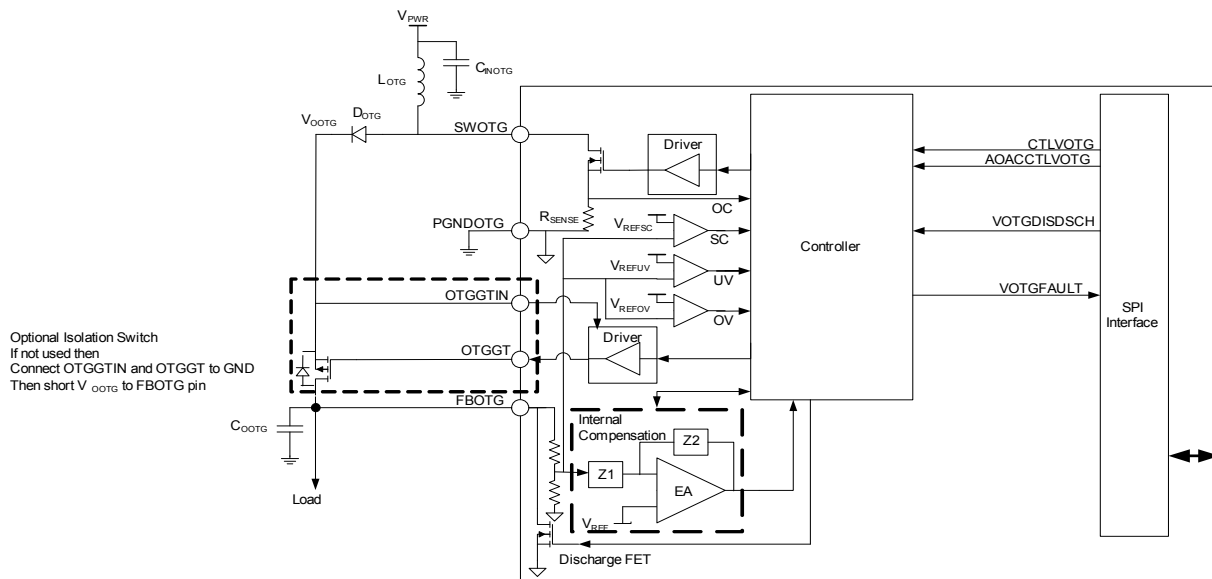 VPWR
CINOTG
LOTG
DOTG
VOOTG
SWOTG
Driver
CTLVOTG
AOACCTLVOTG
OC
RSENSE
PGNDOTG
VREFSC
SC
VOTGDISDSCH
Controller
VREFUV
UV
OTGGTIN
VREFOV
OV
VOTGFAULT
SPI
Interface
Optional Isolation Switch
If not used then
Connect OTGGTIN and OTGGT to GND
Then short V OOTG to FBOTG pin
OTGGT
Driver
FBOTG
Internal
Compensation
COOTG
Z2
Z1
EA
Load
VREF
Discharge FET